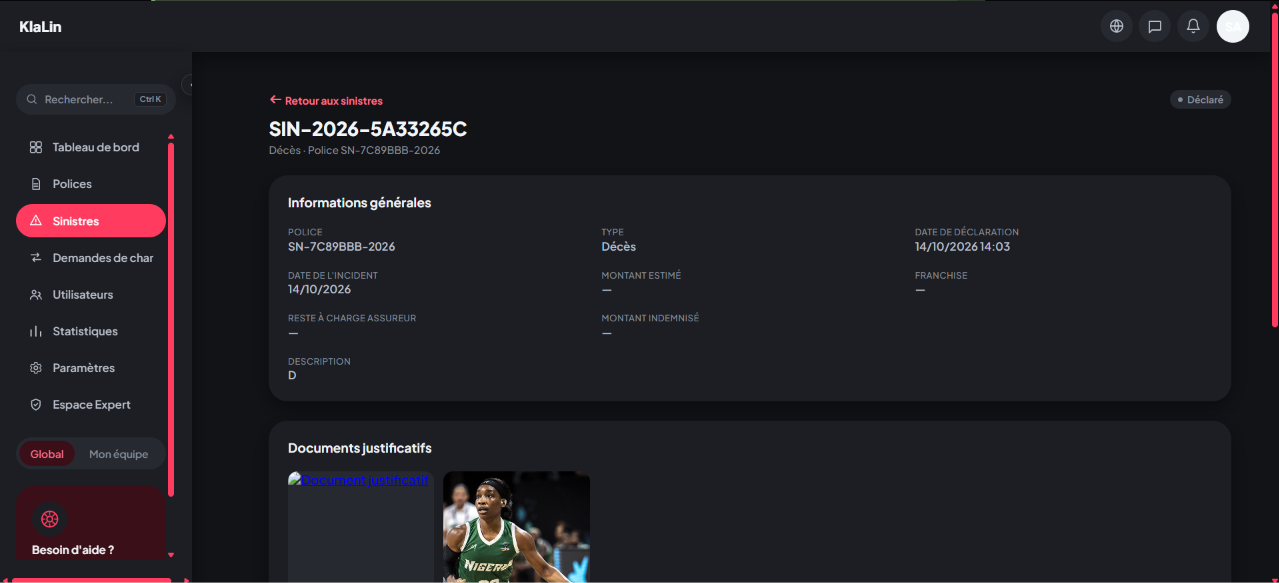 KlaLin
SA
Rechercher... Ctrl K
Tableau de bord
Polices
Sinistres
Demandes de char
Utilisateurs
Statistiques
Paramètres
Espace Expert
Global Mon équipe
Besoin d'aide ?
← Retour aux sinistres
Déclaré
SIN-2026-5A33265C
Décès · Police SN-7C89BBB-2026
Informations générales
POLICE TYPE DATE DE DÉCLARATION
SN-7C89BBB-2026 Décès 14/10/2026 14:03
DATE DE L'INCIDENT MONTANT ESTIMÉ FRANCHISE
14/10/2026 — —
RESTE À CHARGE ASSUREUR MONTANT INDEMNISÉ
— —
DESCRIPTION
D
Documents justificatifs
Document justificatif
NIGERIA